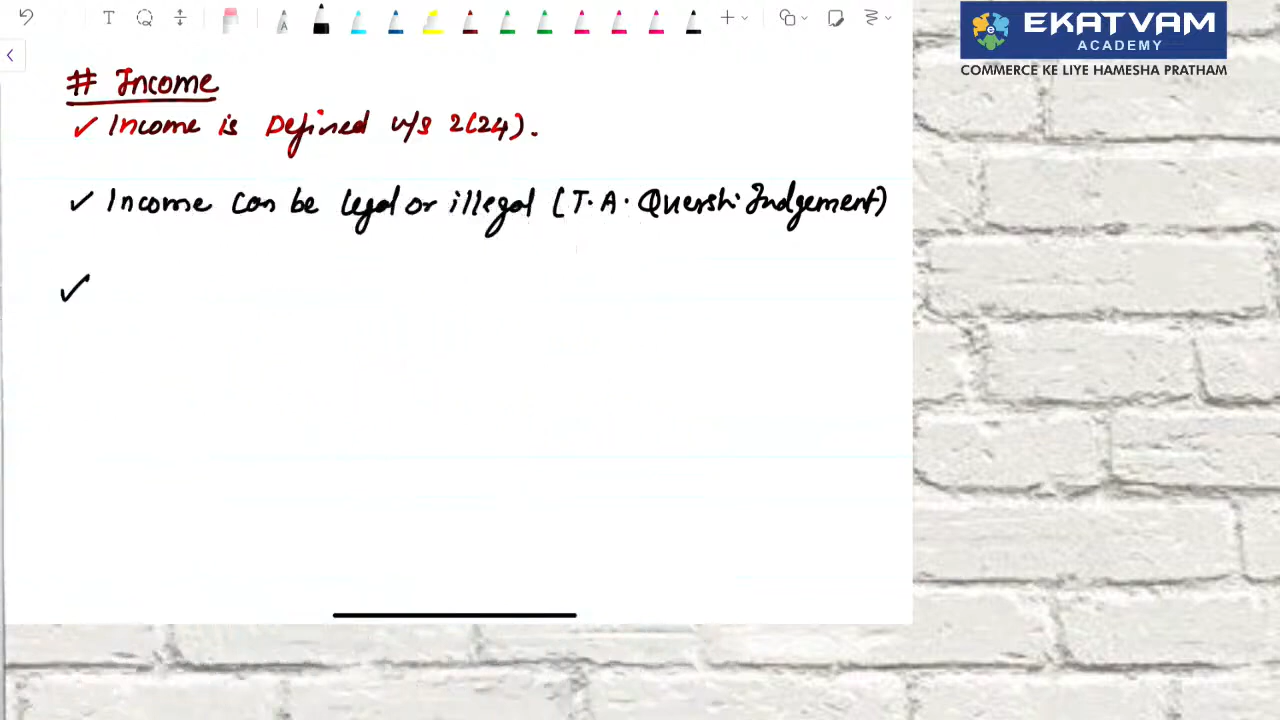 EKATVAM
ACADEMY
COMMERCE KE LIYE HAMESHA PRATHAM
# Income
✓ Income is Defined u/s 2(24).
✓ Income can be legal or illegal (T.A. Quershi Judgement)
✓